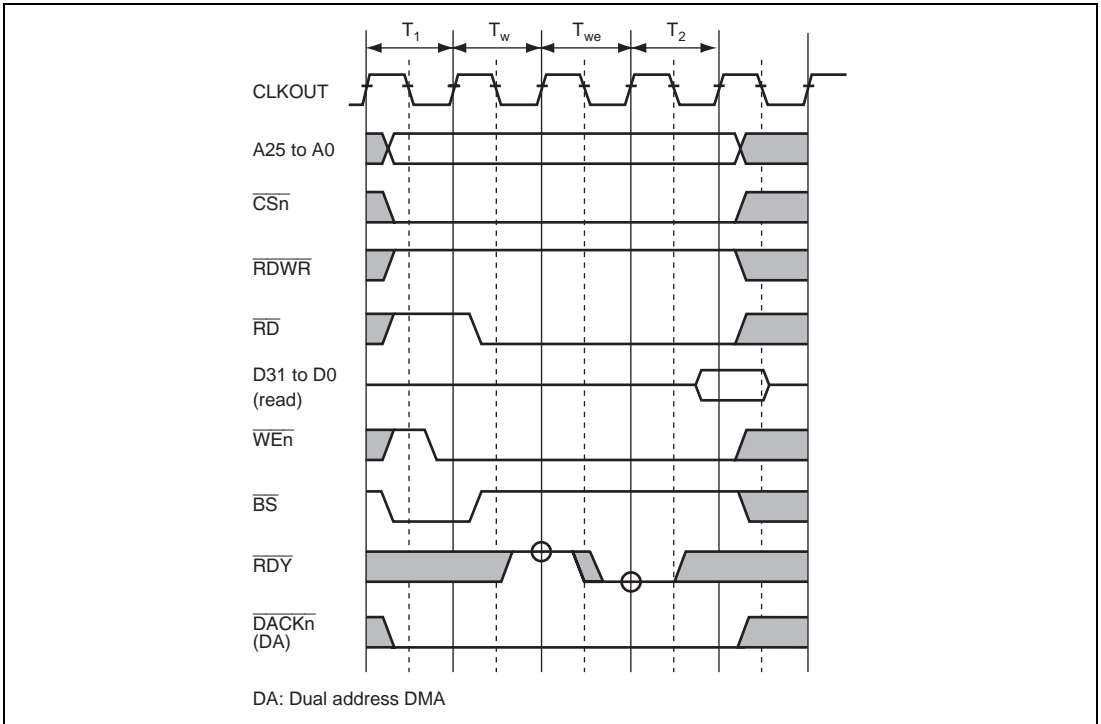 T1 Tw Twe T2
CLKOUT
A25 to A0
CSn
RDWR
RD
D31 to D0
(read)
WEn
BS
RDY
DACKn
(DA)
DA: Dual address DMA